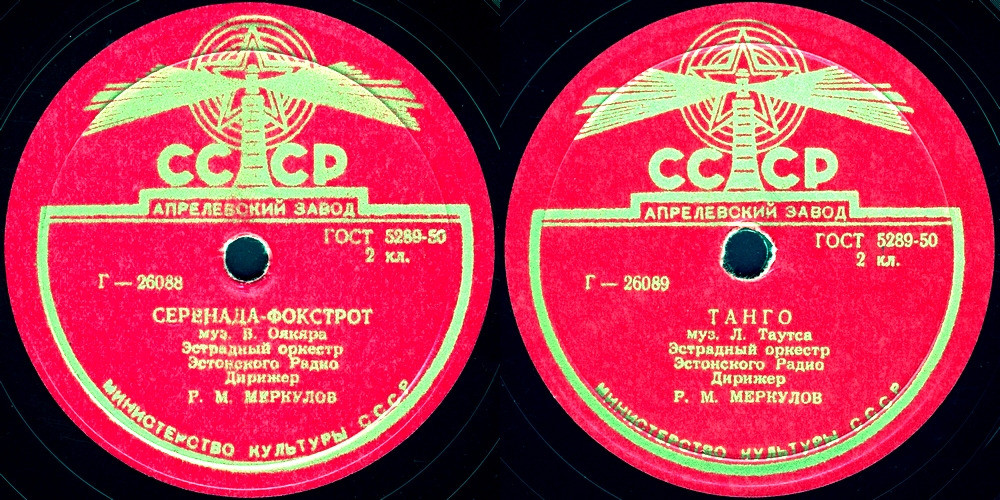 СССР
АПРЕЛЕВСКИЙ ЗАВОД
ГОСТ 5289-50
2 кл.
Г — 26088
СЕРЕНАДА-ФОКСТРОТ
муз. В. Оякяра
Эстрадный оркестр
Эстонского Радио
Дирижер
Р. М. МЕРКУЛОВ
МИНИСТЕРСТВО КУЛЬТУРЫ СССР
СССР
АПРЕЛЕВСКИЙ ЗАВОД
ГОСТ 5289-50
2 кл.
Г — 26089
ТАНГО
муз. Л. Таутса
Эстрадный оркестр
Эстонского Радио
Дирижер
Р. М. МЕРКУЛОВ
МИНИСТЕРСТВО КУЛЬТУРЫ С.С.С.Р.